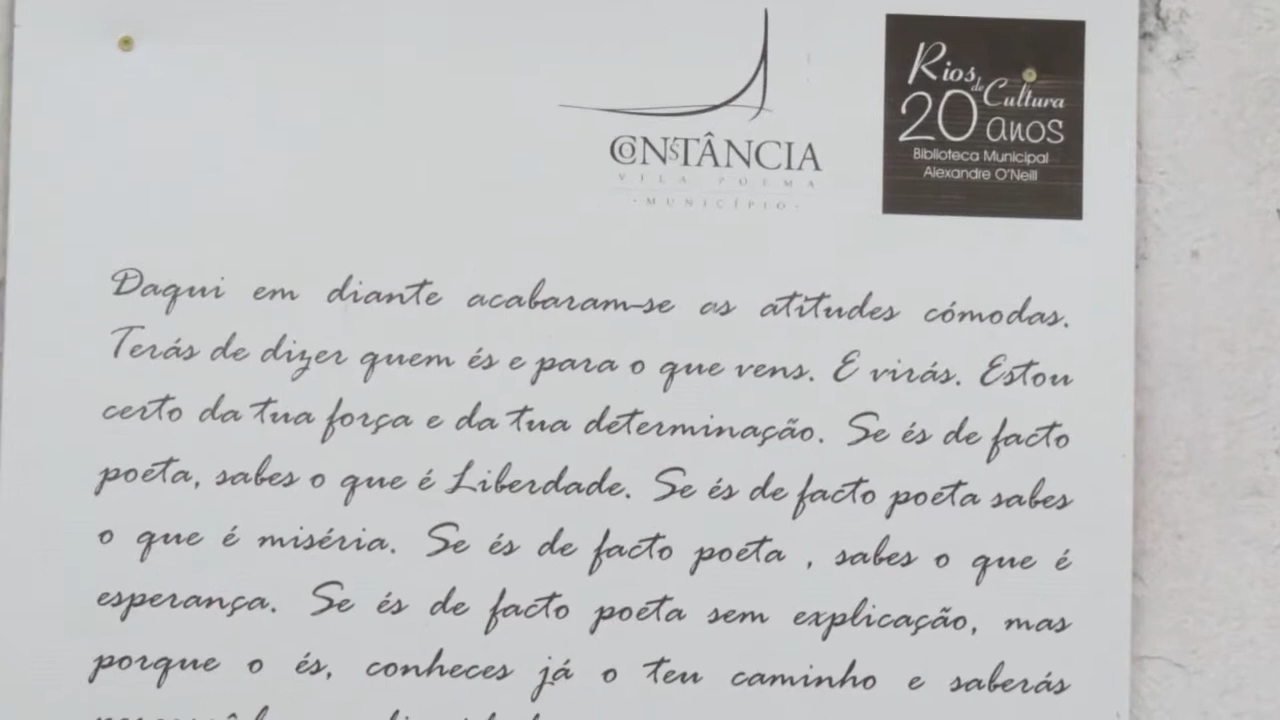 CONSTÂNCIA
VILA POEMA
·MUNICÍPIO·
Rios de Cultura
20 anos
Biblioteca Municipal
Alexandre O'Neill
Daqui em diante acabaram-se as atitudes cómodas.
Terás de dizer quem és e para o que vens. E virás. Estou
certo da tua força e da tua determinação. Se és de facto
poeta, sabes o que é Liberdade. Se és de facto poeta sabes
o que é miséria. Se és de facto poeta , sabes o que é
esperança. Se és de facto poeta sem explicação, mas
porque o és, conheces já o teu caminho e saberás